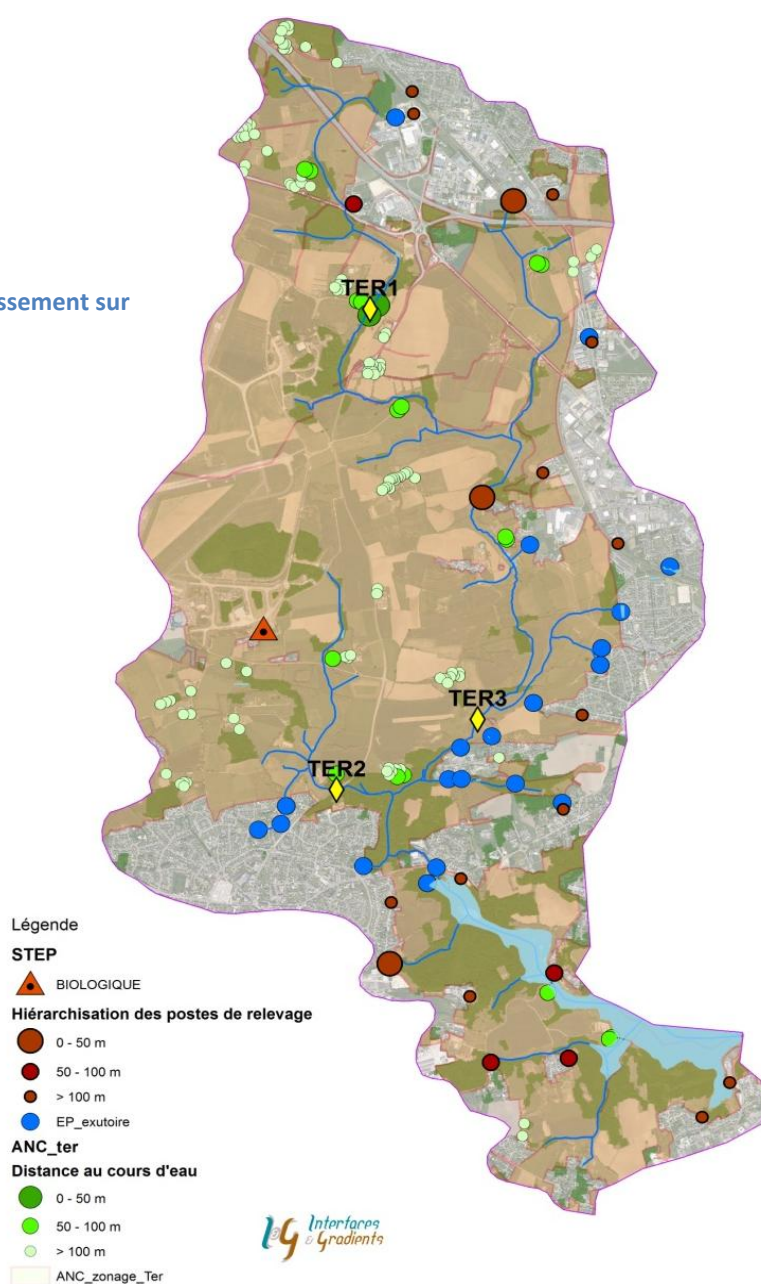 ssement sur
TER1
TER3
TER2
Légende
STEP
BIOLOGIQUE
Hiérarchisation des postes de relevage
0 - 50 m
50 - 100 m
> 100 m
EP_exutoire
ANC_ter
Distance au cours d'eau
0 - 50 m
50 - 100 m
> 100 m
ANC_zonage_Ter
IgG Interfaces
& Gradients